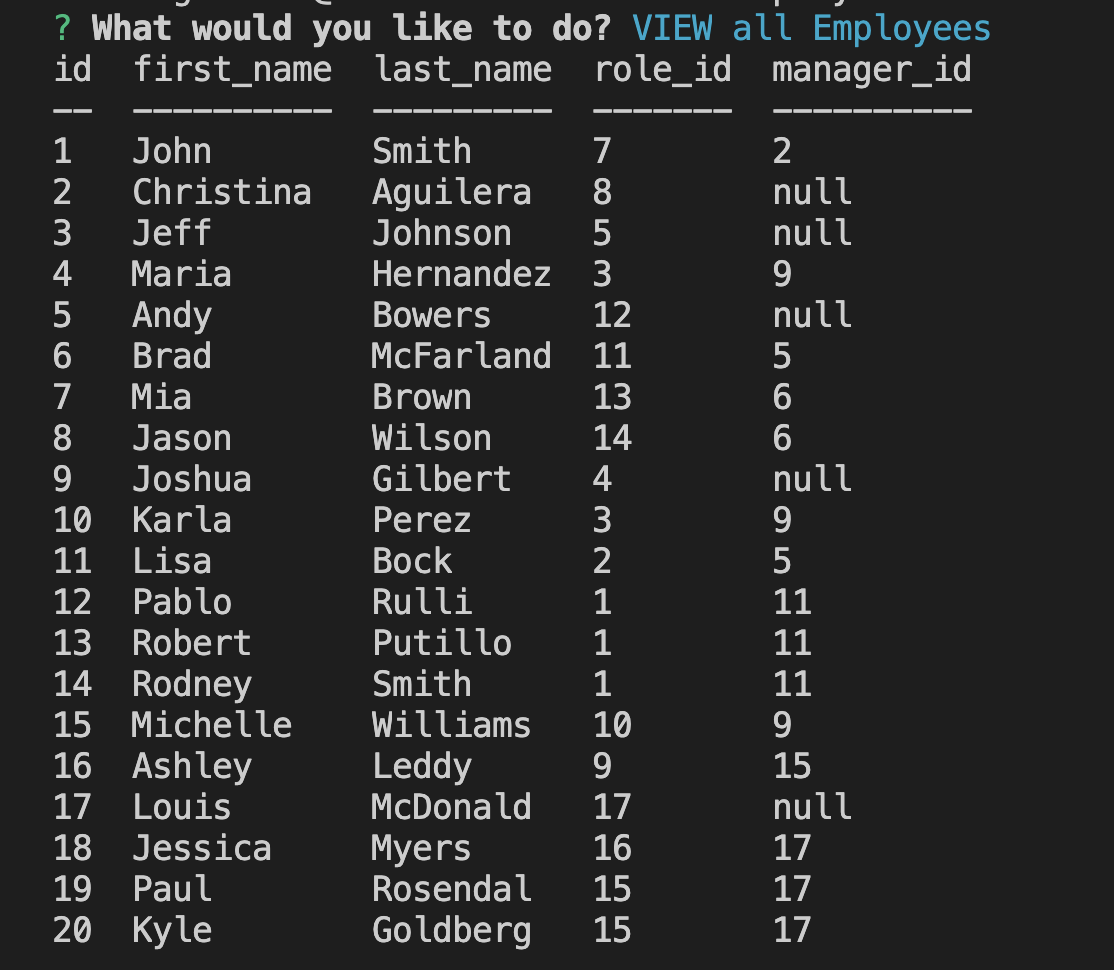 ? What would you like to do? VIEW all Employees
id first_name last_name role_id manager_id
-- ---------- --------- ------- ----------
1 John Smith 7 2
2 Christina Aguilera 8 null
3 Jeff Johnson 5 null
4 Maria Hernandez 3 9
5 Andy Bowers 12 null
6 Brad McFarland 11 5
7 Mia Brown 13 6
8 Jason Wilson 14 6
9 Joshua Gilbert 4 null
10 Karla Perez 3 9
11 Lisa Bock 2 5
12 Pablo Rulli 1 11
13 Robert Putillo 1 11
14 Rodney Smith 1 11
15 Michelle Williams 10 9
16 Ashley Leddy 9 15
17 Louis McDonald 17 null
18 Jessica Myers 16 17
19 Paul Rosendal 15 17
20 Kyle Goldberg 15 17